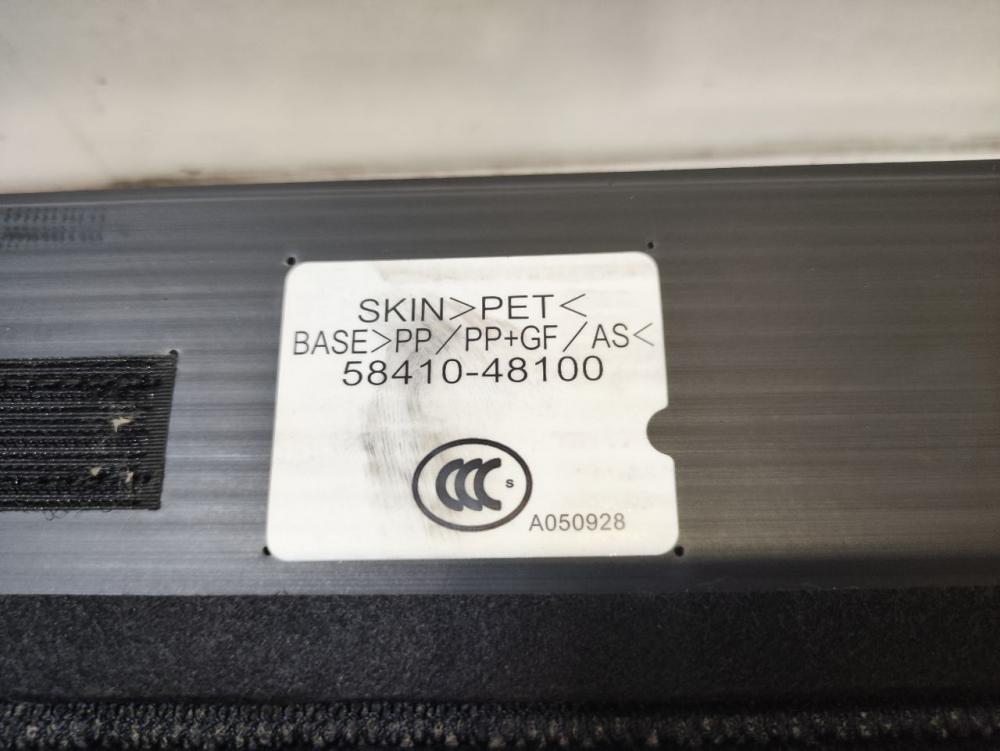 SKIN>PET<
BASE>PP/PP+GF/AS<
58410-48100
CCC S
A050928